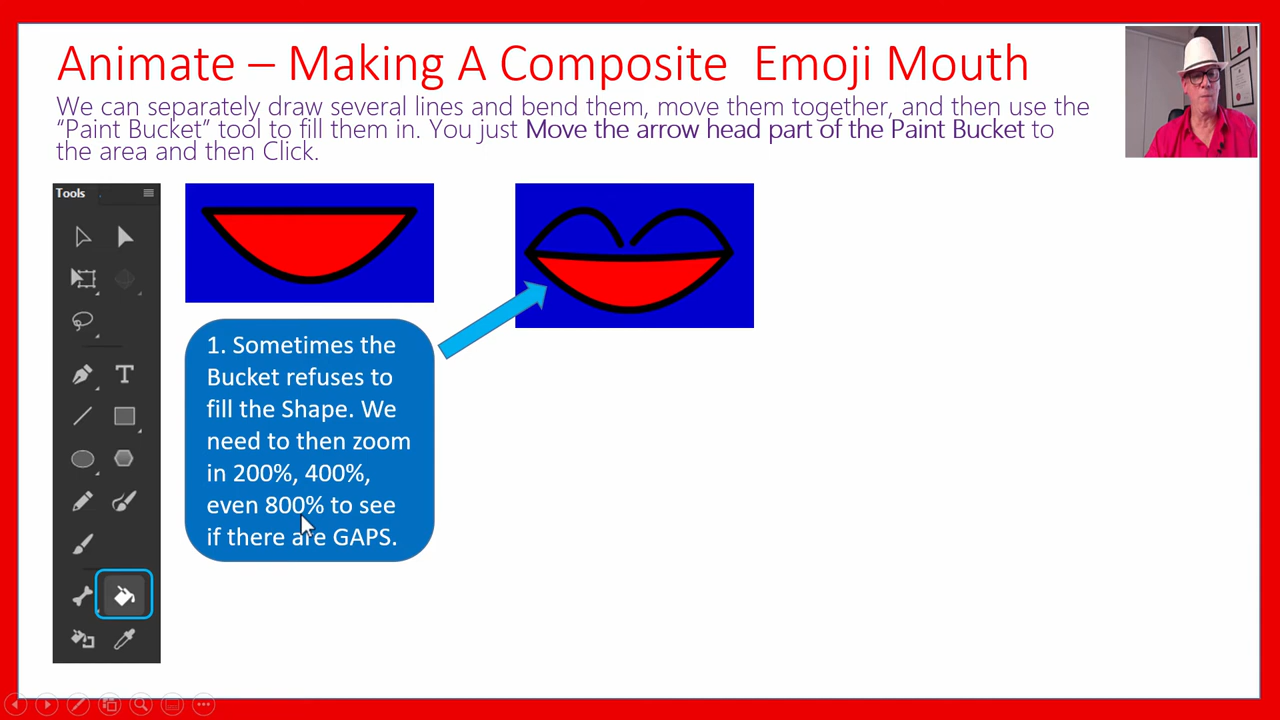 Animate – Making A Composite Emoji Mouth
We can separately draw several lines and bend them, move them together, and then use the
“Paint Bucket” tool to fill them in. You just Move the arrow head part of the Paint Bucket to
the area and then Click.
Tools
1. Sometimes the
Bucket refuses to
fill the Shape. We
need to then zoom
in 200%, 400%,
even 800% to see
if there are GAPS.